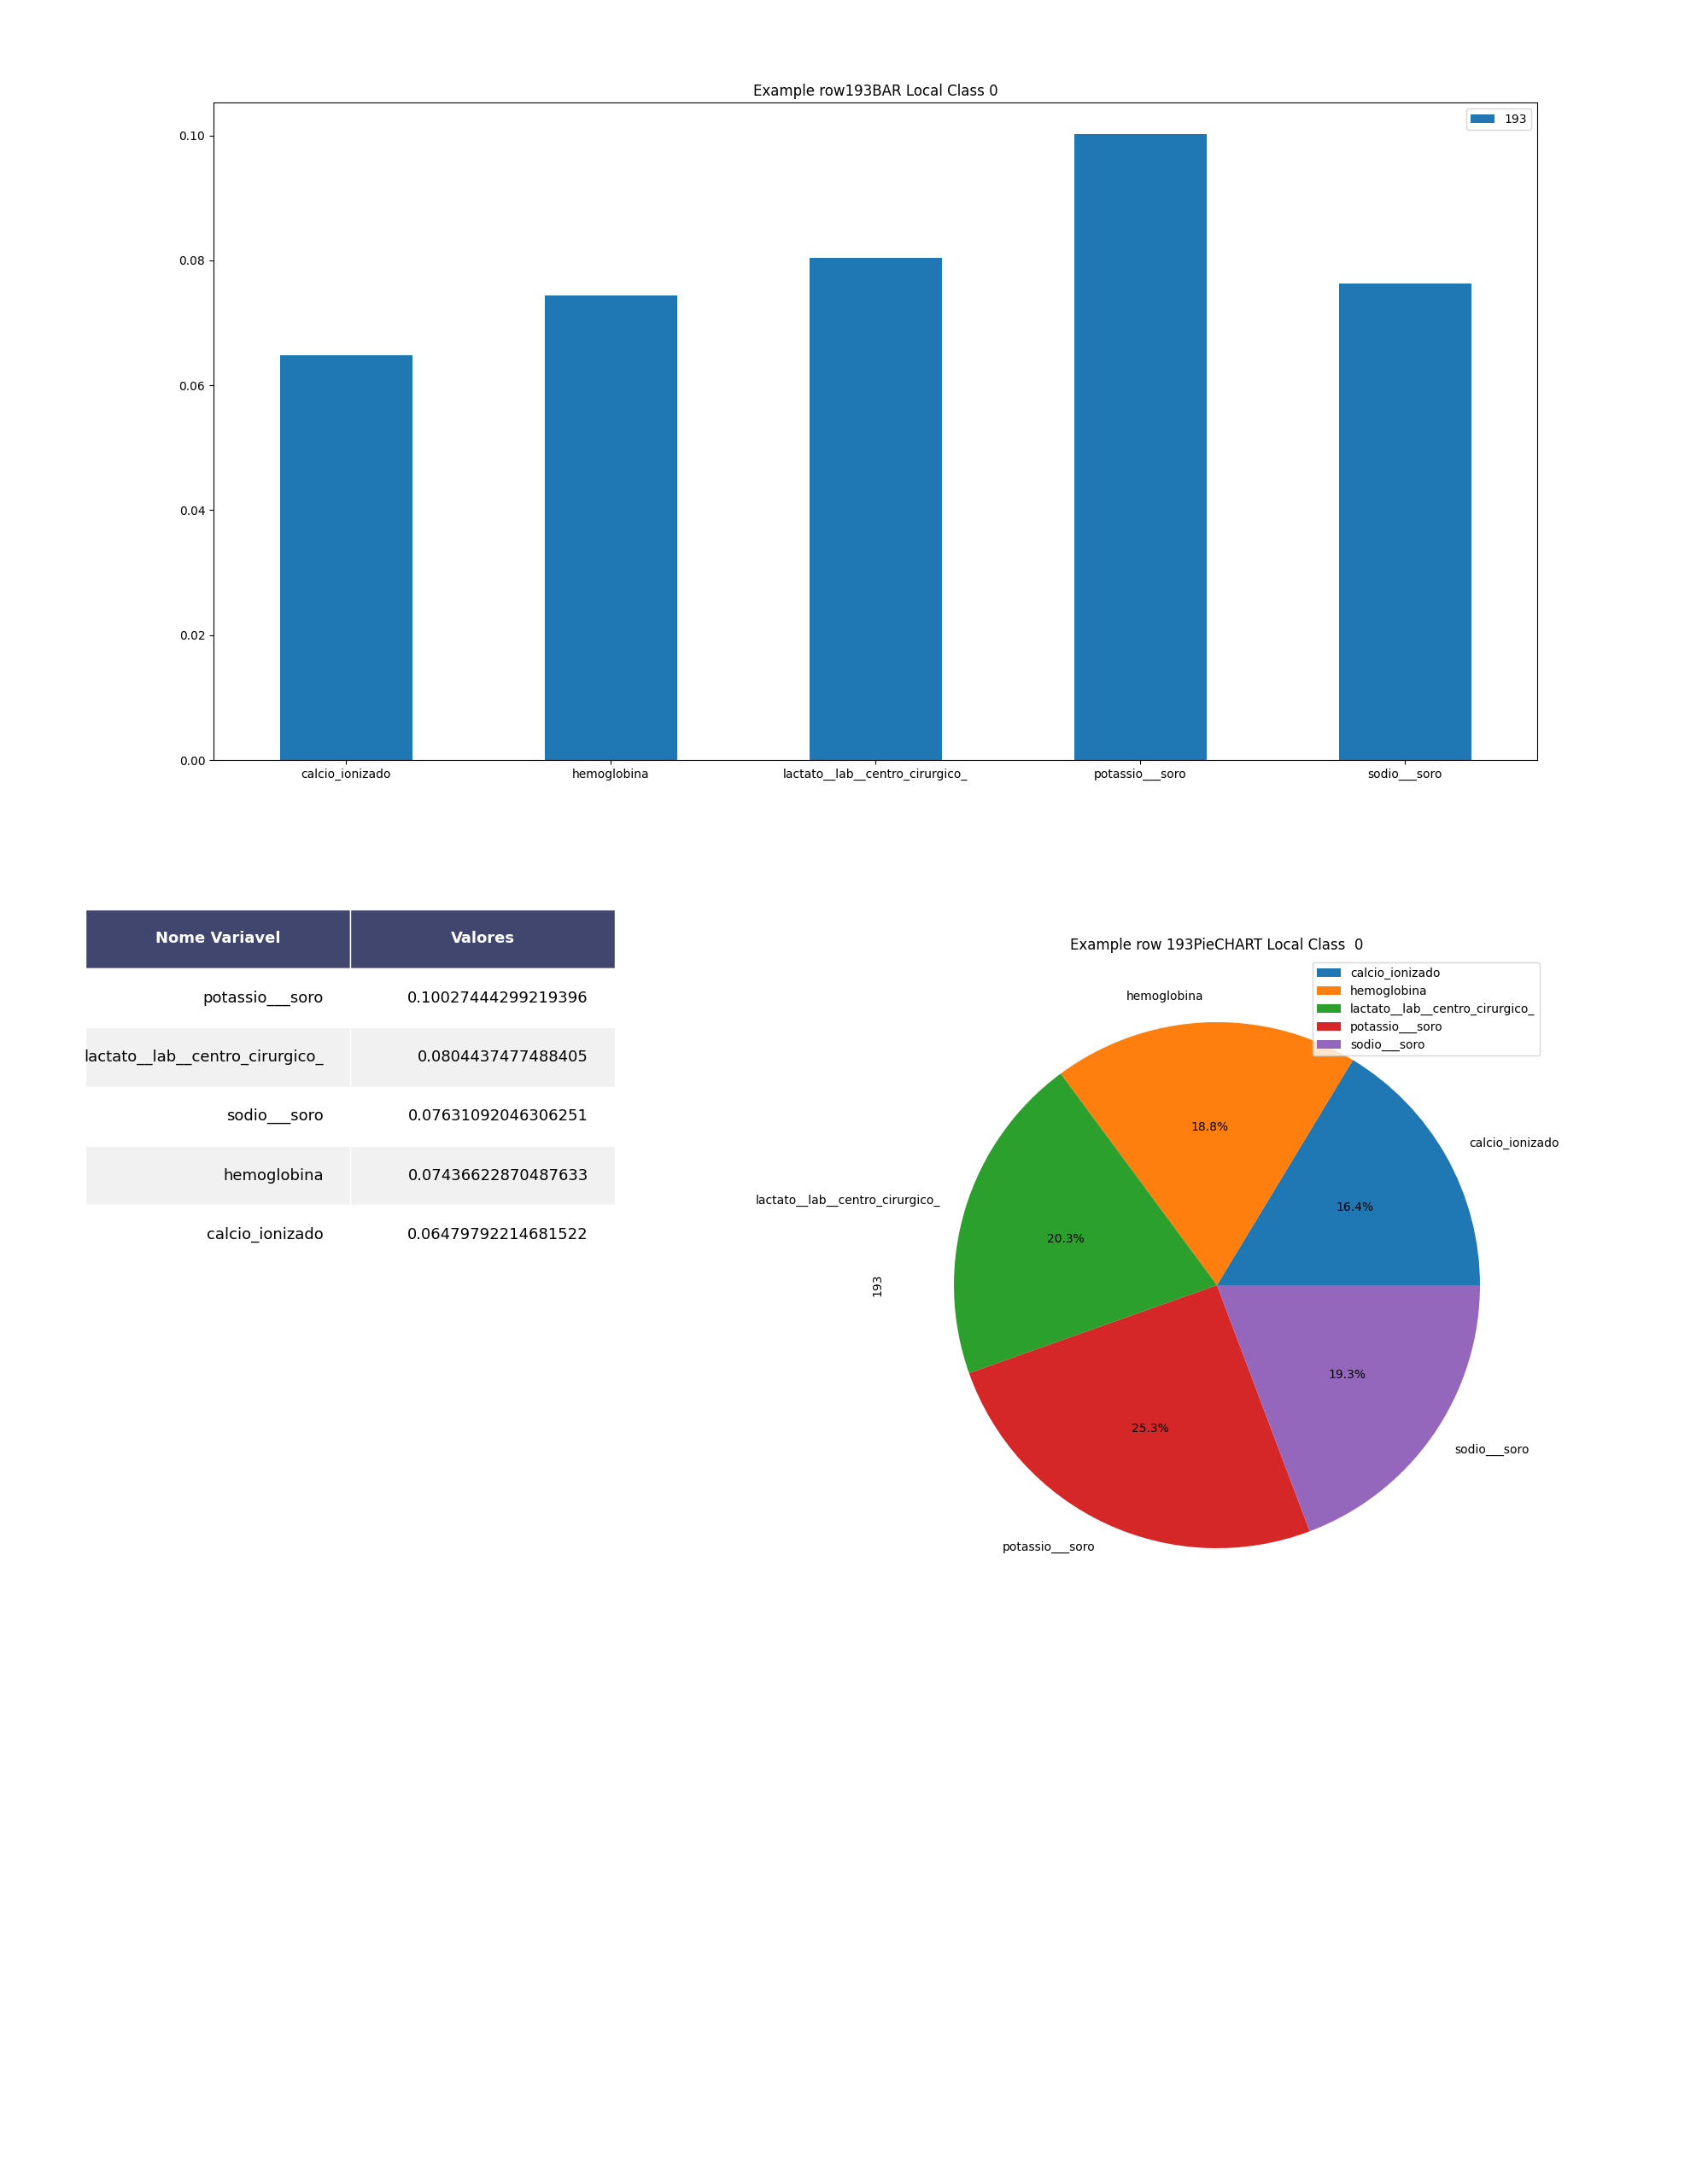 Example row193BAR Local Class 0
193
0.10
0.08
0.06
0.04
0.02
0.00
calcio_ionizado hemoglobina lactato__lab__centro_cirurgico_ potassio___soro sodio___soro
Nome Variavel Valores
potassio___soro 0.10027444299219396
lactato__lab__centro_cirurgico_ 0.0804437477488405
sodio___soro 0.07631092046306251
hemoglobina 0.07436622870487633
calcio_ionizado 0.06479792214681522
Example row 193PieCHART Local Class  0
calcio_ionizado
hemoglobina
lactato__lab__centro_cirurgico_
potassio___soro
sodio___soro
hemoglobina
18.8%
calcio_ionizado
16.4%
lactato__lab__centro_cirurgico_
20.3%
193
19.3%
25.3%
sodio___soro
potassio___soro